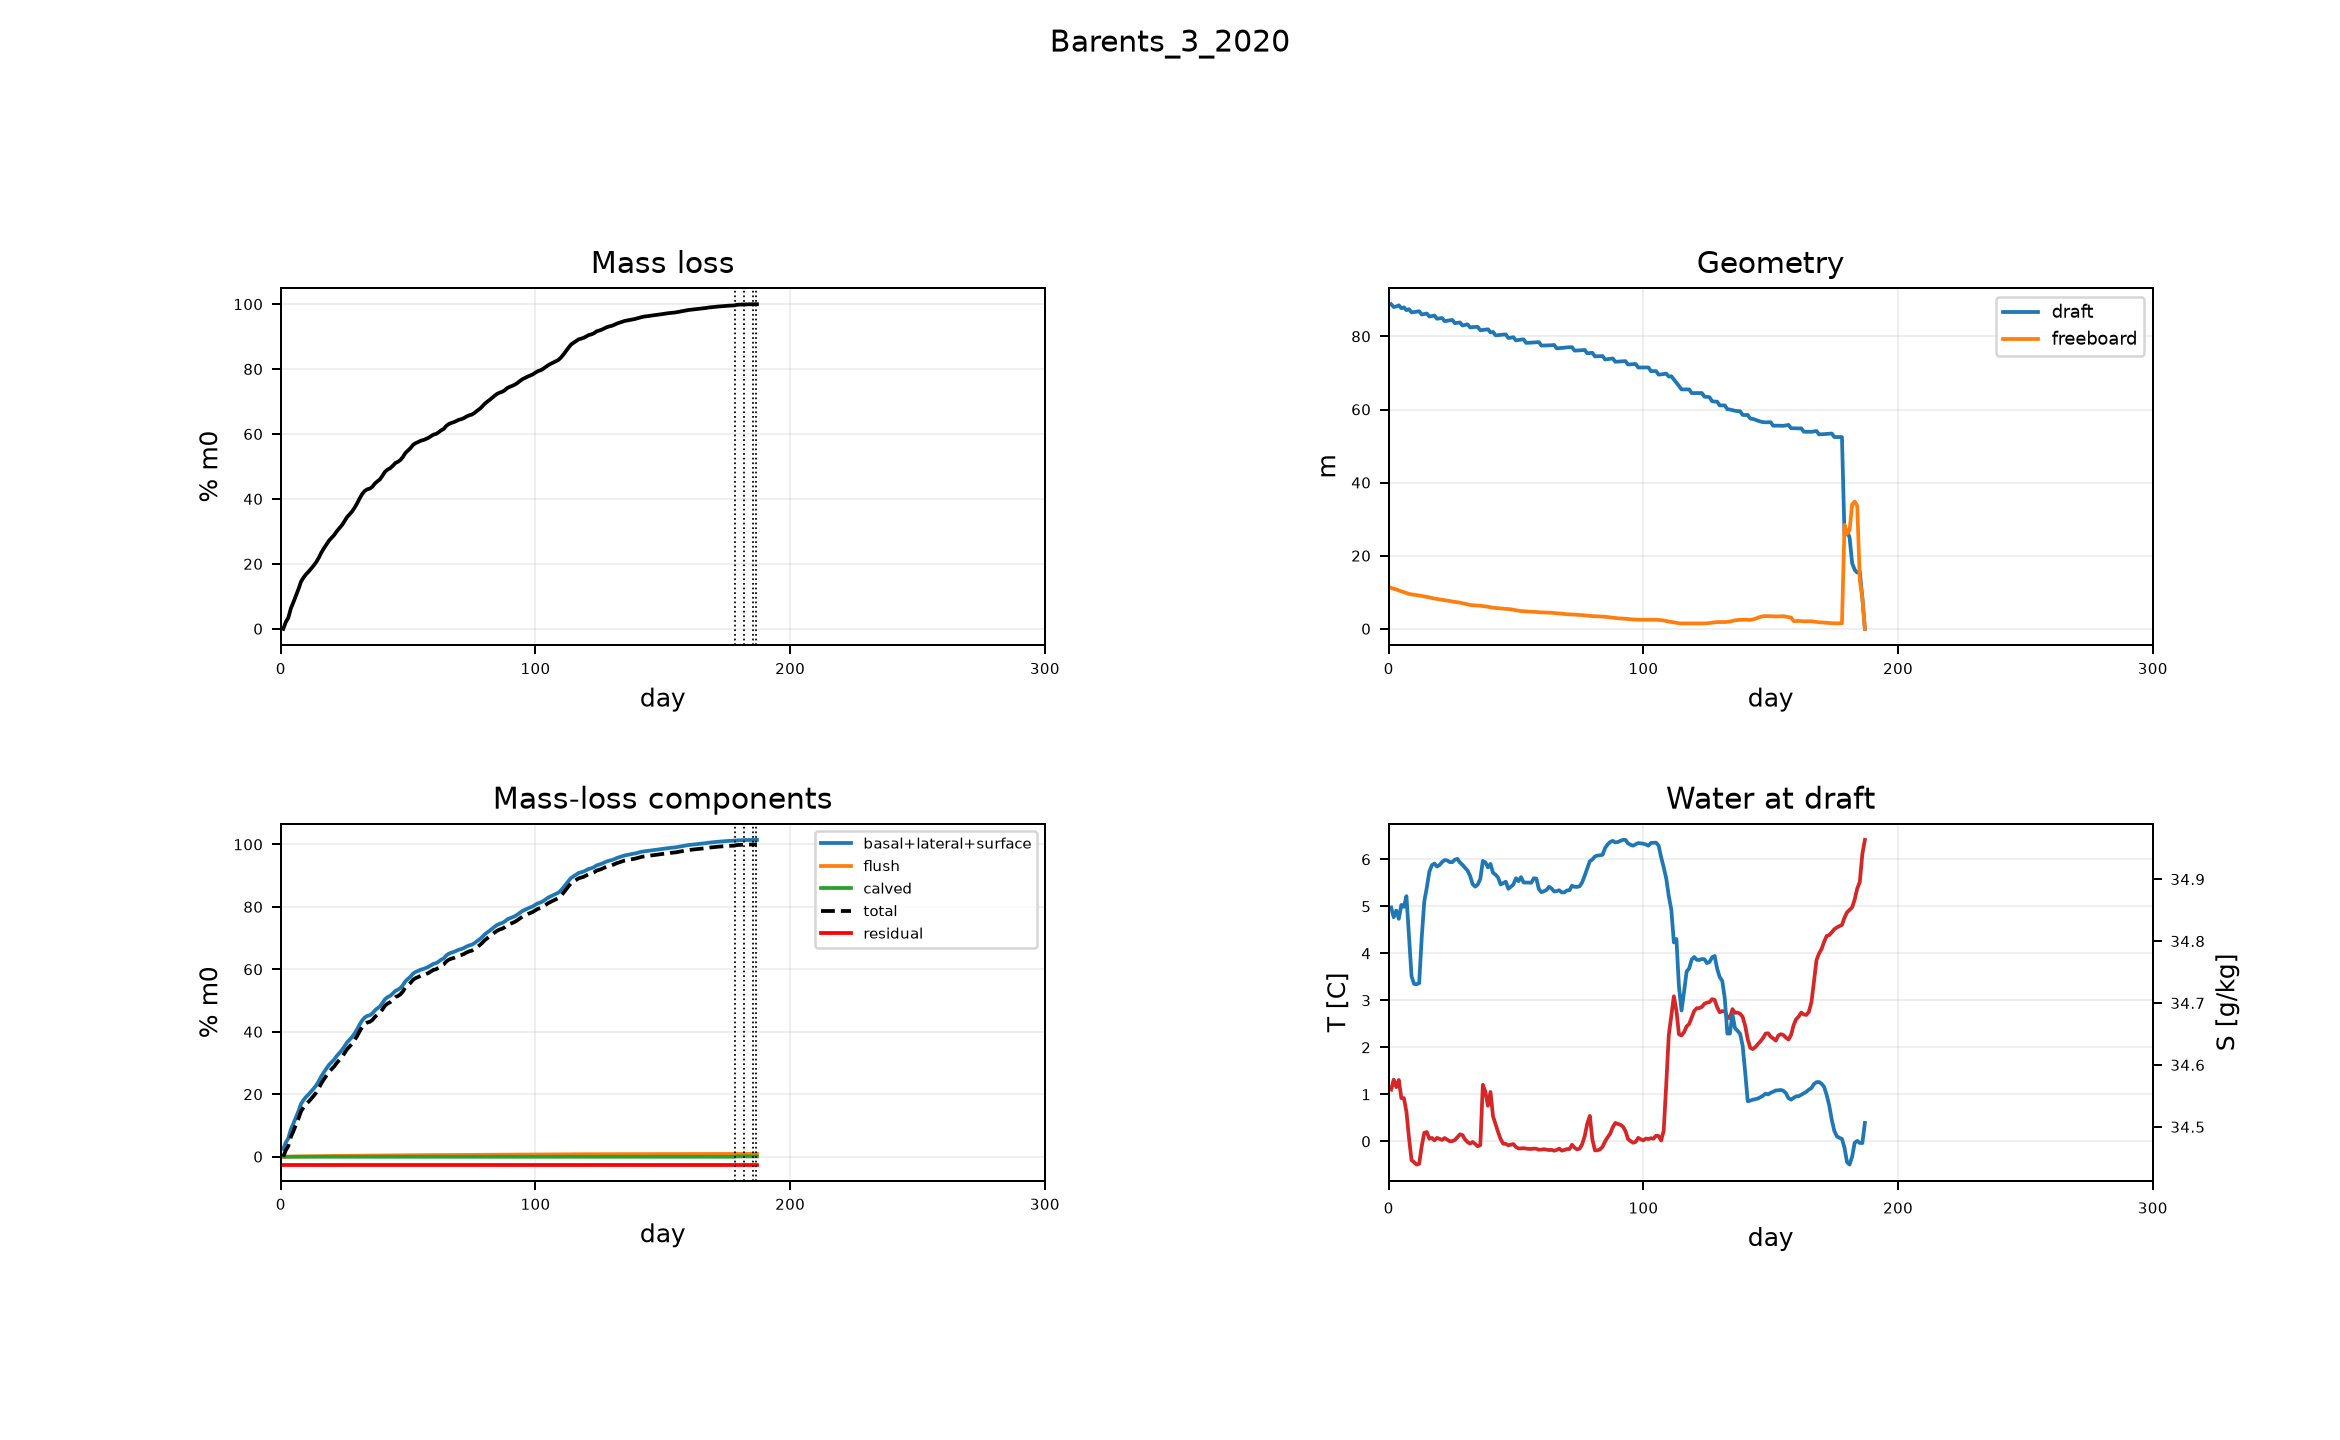 Barents_3_2020
Mass loss
% m0
100
80
60
40
20
0
0 100 200 300
day
Geometry
m
80
60
40
20
0
draft
freeboard
0 100 200 300
day
Mass-loss components
% m0
100
80
60
40
20
0
basal+lateral+surface
flush
calved
total
residual
0 100 200 300
day
Water at draft
T [C]
6
5
4
3
2
1
0
34.9
34.8
34.7
34.6
34.5
S [g/kg]
0 100 200 300
day